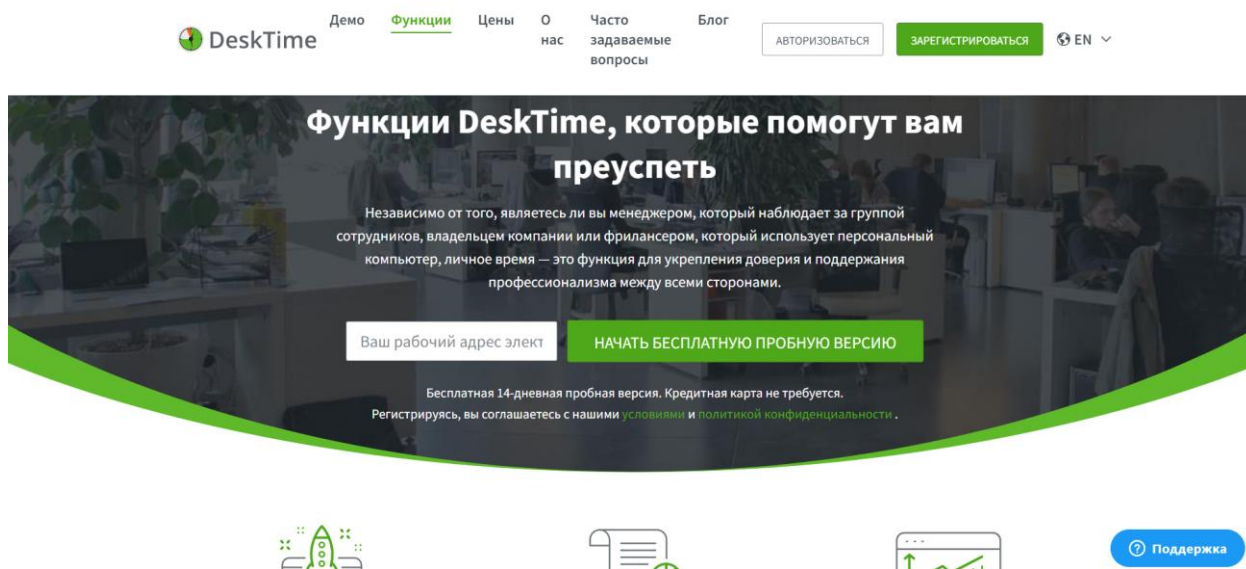 DeskTime
Демо Функции Цены О нас Часто задаваемые вопросы Блог
АВТОРИЗОВАТЬСЯ
ЗАРЕГИСТРИРОВАТЬСЯ
EN
Функции DeskTime, которые помогут вам
преуспеть
Независимо от того, являетесь ли вы менеджером, который наблюдает за группой
сотрудников, владельцем компании или фрилансером, который использует персональный
компьютер, личное время — это функция для укрепления доверия и поддержания
профессионализма между всеми сторонами.
Ваш рабочий адрес элект
НАЧАТЬ БЕСПЛАТНУЮ ПРОБНУЮ ВЕРСИЮ
Бесплатная 14-дневная пробная версия. Кредитная карта не требуется.
Регистрируясь, вы соглашаетесь с нашими условиями и политикой конфиденциальности .
Поддержка